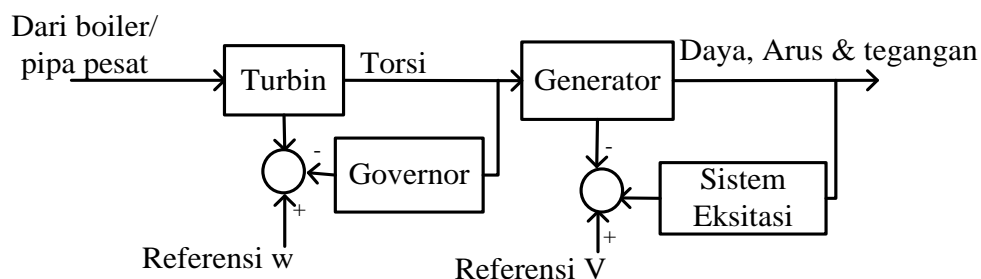 Dari boiler/
pipa pesat
Turbin
Torsi
Generator
Daya, Arus & tegangan
-
Governor
+
Referensi w
-
Sistem
Eksitasi
+
Referensi V